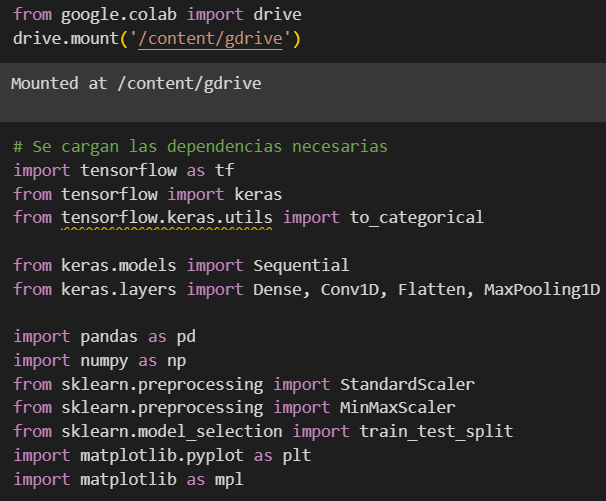 from google.colab import drive
drive.mount('/content/gdrive')
Mounted at /content/gdrive
# Se cargan las dependencias necesarias
import tensorflow as tf
from tensorflow import keras
from tensorflow.keras.utils import to_categorical
from keras.models import Sequential
from keras.layers import Dense, Conv1D, Flatten, MaxPooling1D
import pandas as pd
import numpy as np
from sklearn.preprocessing import StandardScaler
from sklearn.preprocessing import MinMaxScaler
from sklearn.model_selection import train_test_split
import matplotlib.pyplot as plt
import matplotlib as mpl